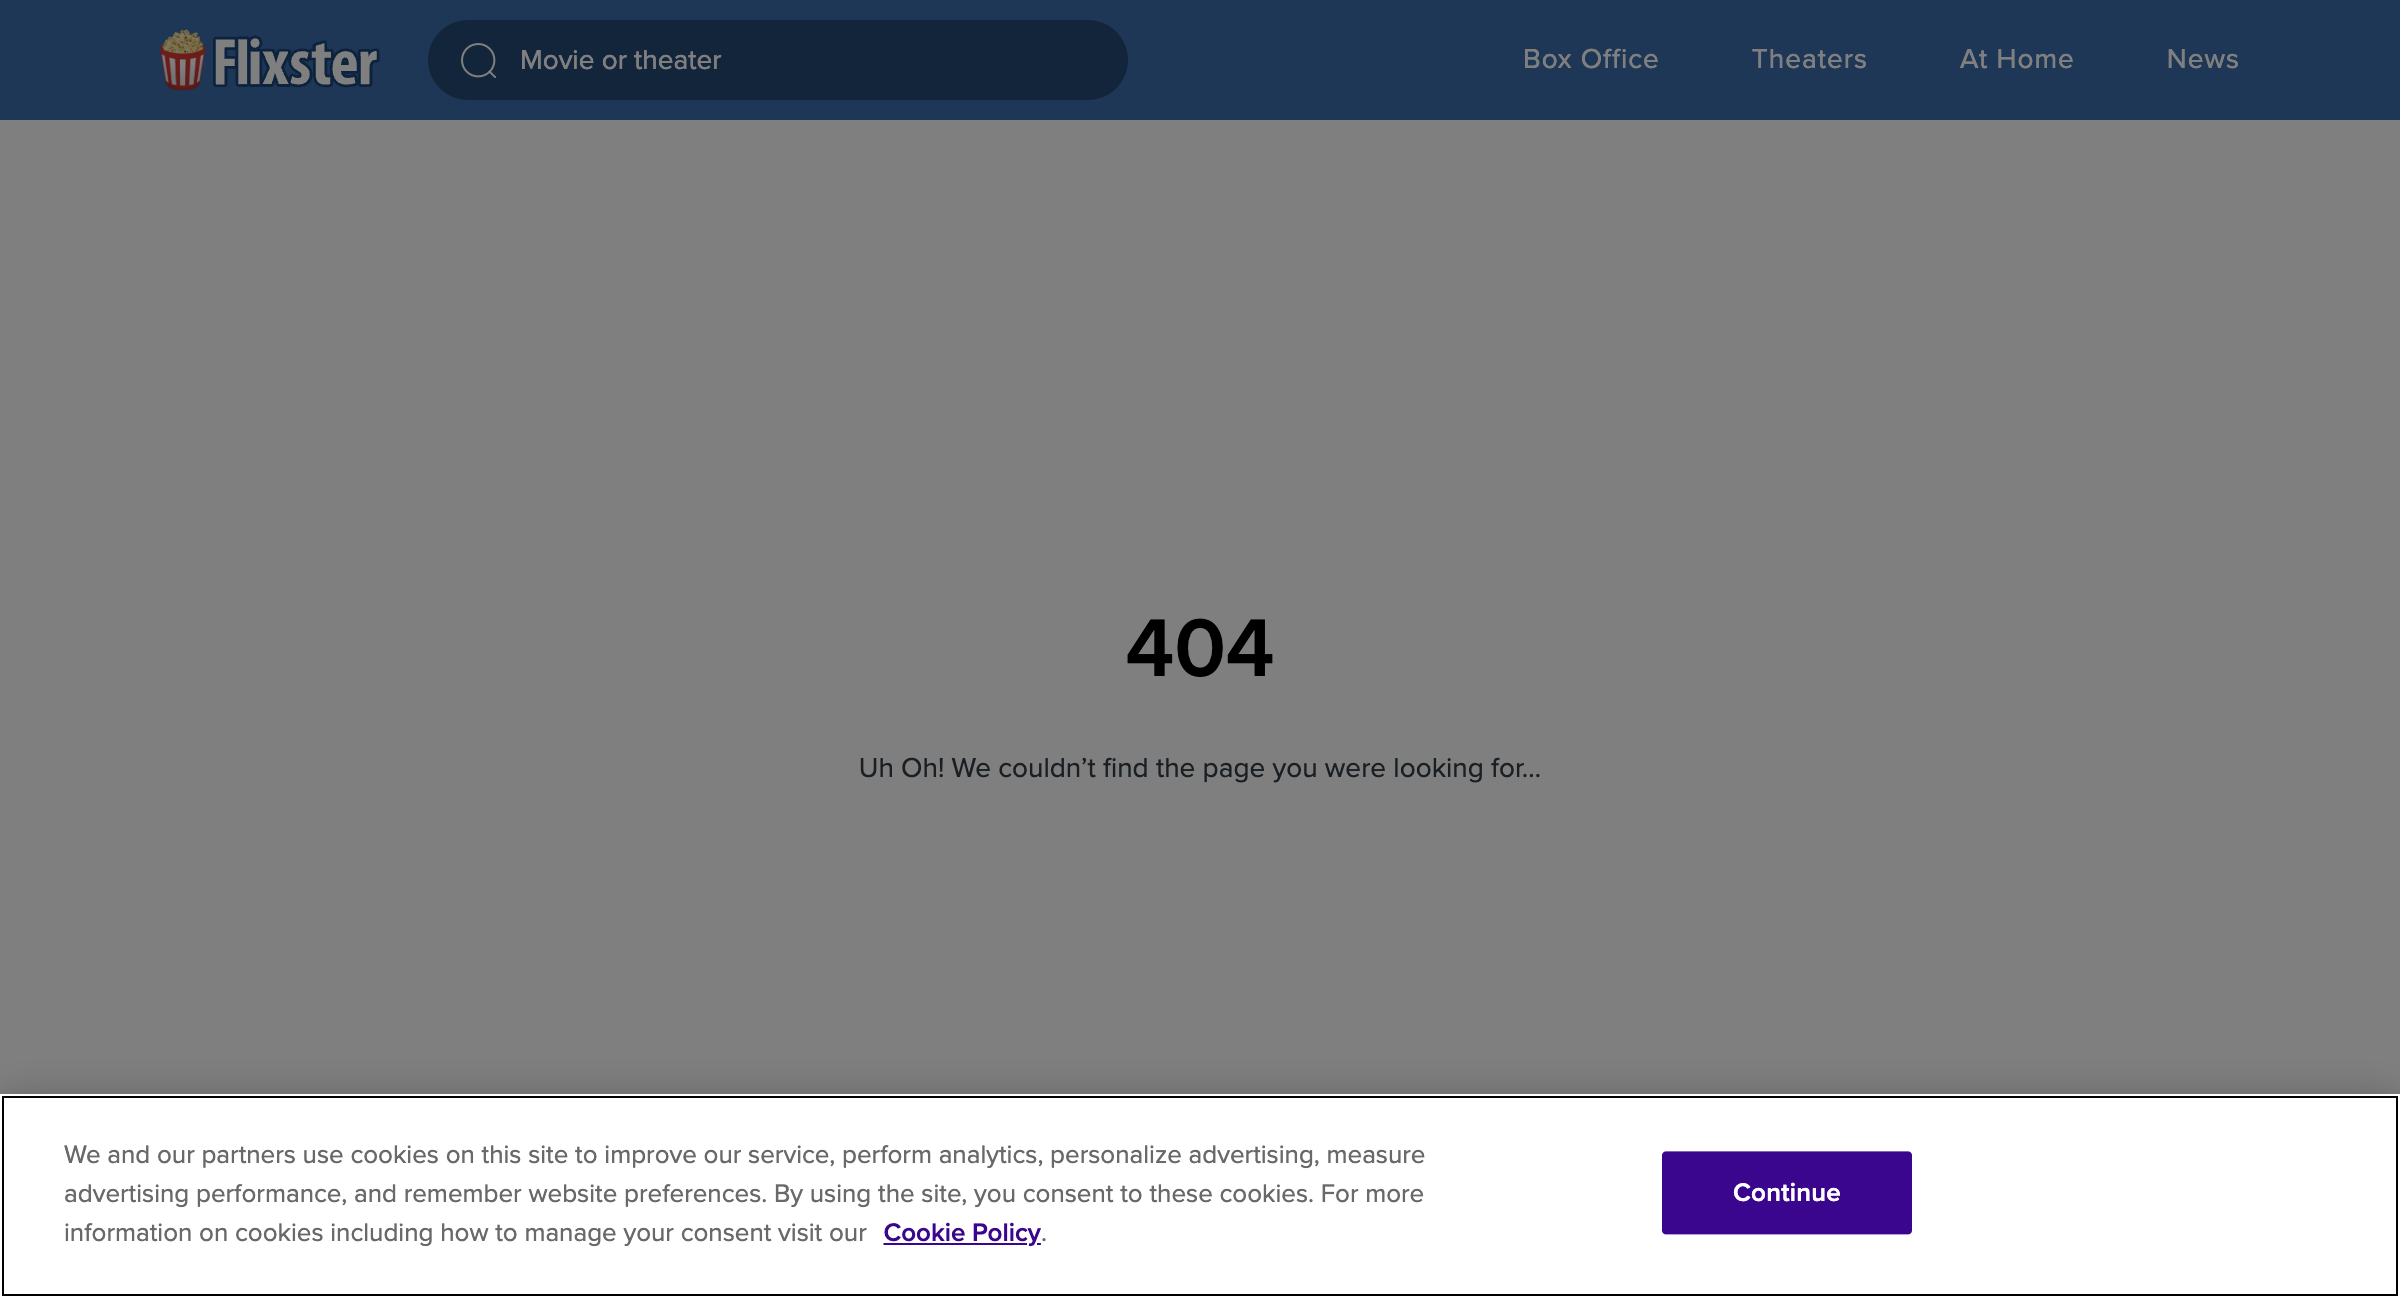 Flixster
Movie or theater
Box Office
Theaters
At Home
News
404
Uh Oh! We couldn’t find the page you were looking for...
We and our partners use cookies on this site to improve our service, perform analytics, personalize advertising, measure
advertising performance, and remember website preferences. By using the site, you consent to these cookies. For more
information on cookies including how to manage your consent visit our Cookie Policy.
Continue